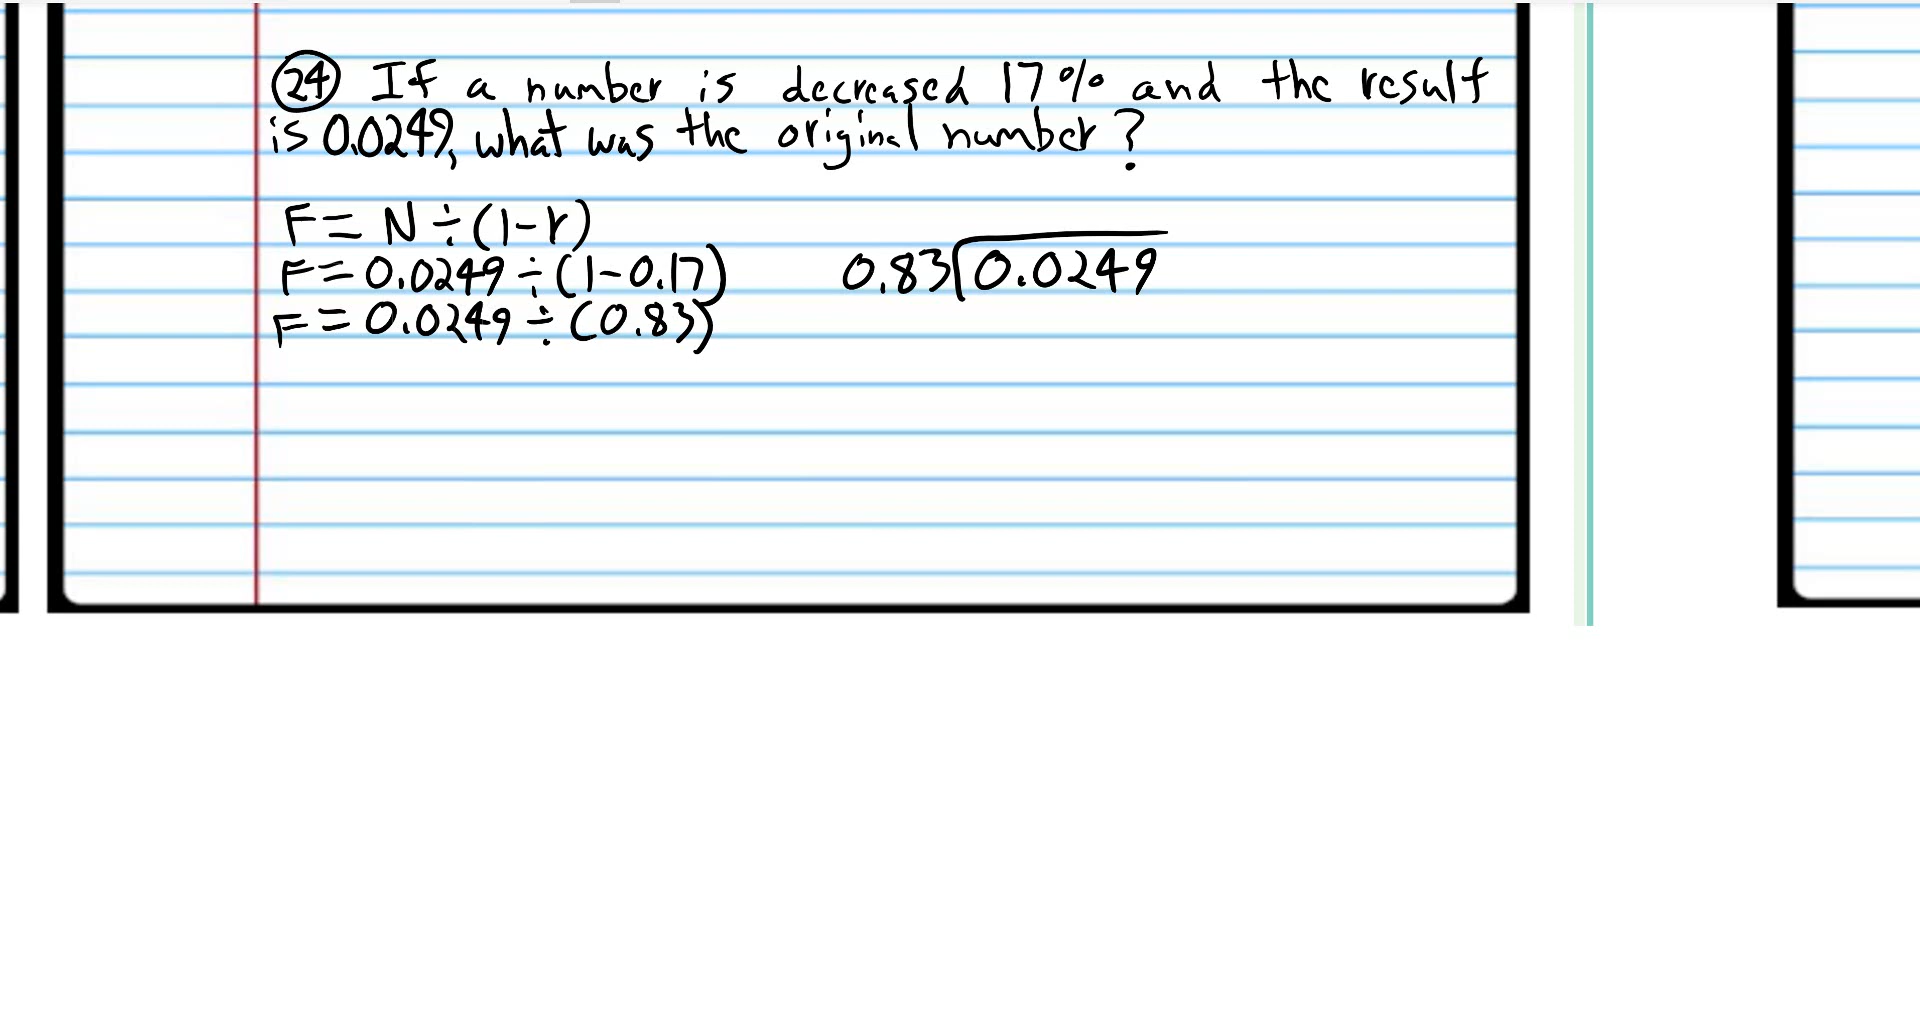 24 If a number is decreased 17% and the result
is 0.0249, what was the original number?
F = N ÷ (1 - r)
F = 0.0249 ÷ (1 - 0.17)
0.83)0.0249
F = 0.0249 ÷ (0.83)